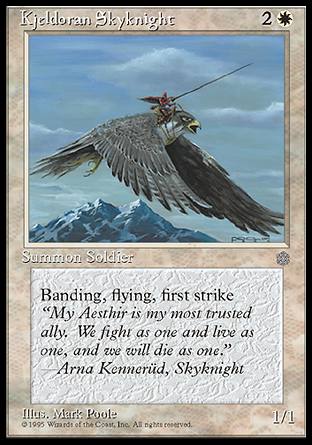 Kjeldoran Skyknight 2
Summon Soldier
Banding, flying, first strike
“My Aesthir is my most trusted
ally. We fight as one and live as
one, and we will die as one.”
—Arna Kennerüd, Skyknight
Illus. Mark Poole
©1995 Wizards of the Coast, Inc. All rights reserved.
1/1